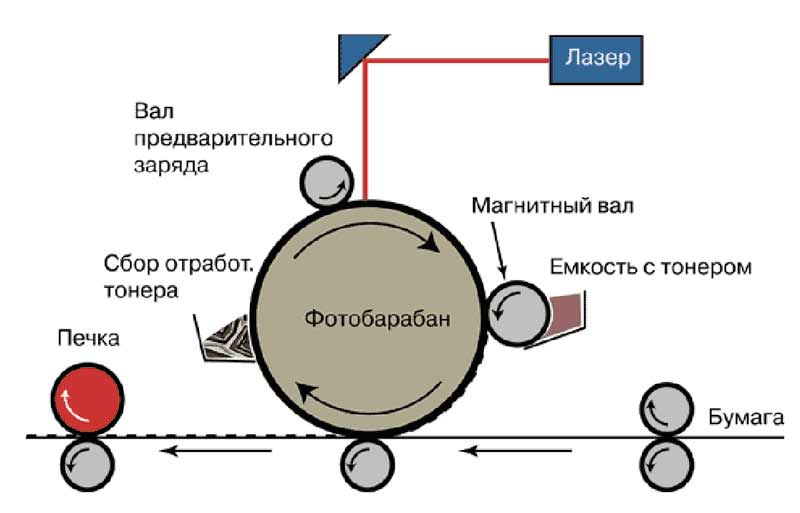 Лазер
Вал
предварительного
заряда
Магнитный вал
Сбор отработ.
тонера
Емкость с тонером
Фотобарабан
Печка
Бумага